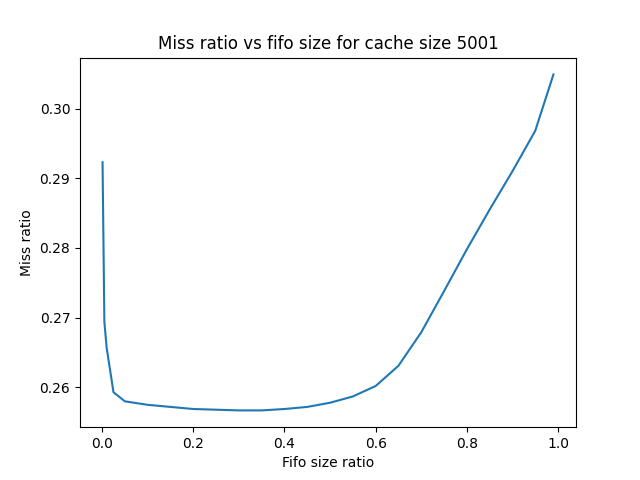 Miss ratio vs fifo size for cache size 5001
0.30
0.29
0.28
0.27
0.26
Miss ratio
0.0 0.2 0.4 0.6 0.8 1.0
Fifo size ratio